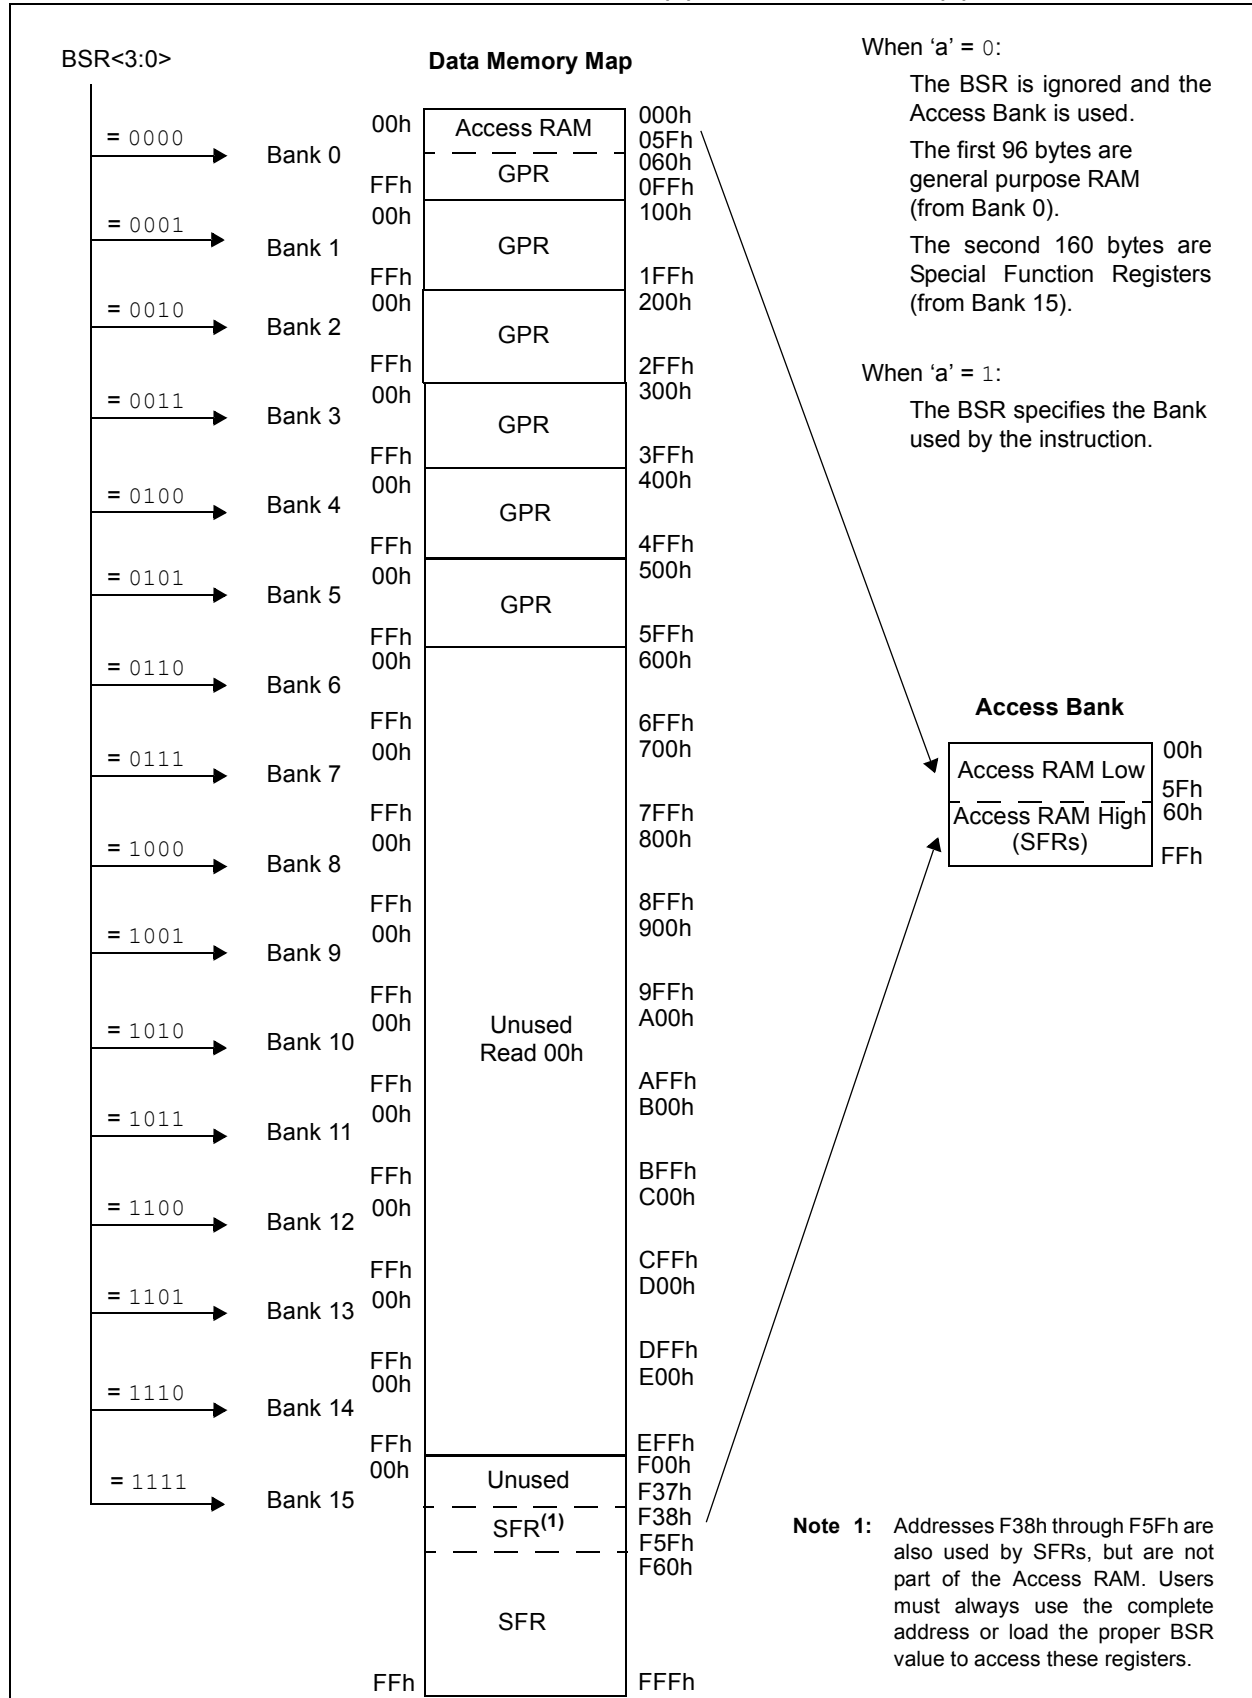 BSR<3:0>
Data Memory Map
When ‘a’ = 0:
The BSR is ignored and the
Access Bank is used.
The first 96 bytes are
general purpose RAM
(from Bank 0).
The second 160 bytes are
Special Function Registers
(from Bank 15).
When ‘a’ = 1:
The BSR specifies the Bank
used by the instruction.
= 0000
Bank 0
00h
Access RAM
000h
05Fh
060h
GPR
FFh
0FFh
= 0001
Bank 1
00h
GPR
100h
FFh
1FFh
= 0010
Bank 2
00h
GPR
200h
FFh
2FFh
= 0011
Bank 3
00h
GPR
300h
FFh
3FFh
= 0100
Bank 4
00h
GPR
400h
FFh
4FFh
= 0101
Bank 5
00h
GPR
500h
FFh
5FFh
= 0110
Bank 6
00h
600h
FFh
6FFh
= 0111
Bank 7
00h
700h
FFh
7FFh
= 1000
Bank 8
00h
800h
FFh
8FFh
= 1001
Bank 9
00h
900h
FFh
9FFh
= 1010
Bank 10
00h
Unused
Read 00h
A00h
FFh
AFFh
= 1011
Bank 11
00h
B00h
FFh
BFFh
= 1100
Bank 12
00h
C00h
FFh
CFFh
= 1101
Bank 13
00h
D00h
FFh
DFFh
= 1110
Bank 14
00h
E00h
FFh
EFFh
= 1111
Bank 15
00h
Unused
F00h
F37h
SFR(1)
F38h
F5Fh
F60h
SFR
FFh
FFFh
Access Bank
Access RAM Low
00h
5Fh
Access RAM High
(SFRs)
60h
FFh
Note 1: Addresses F38h through F5Fh are
also used by SFRs, but are not
part of the Access RAM. Users
must always use the complete
address or load the proper BSR
value to access these registers.